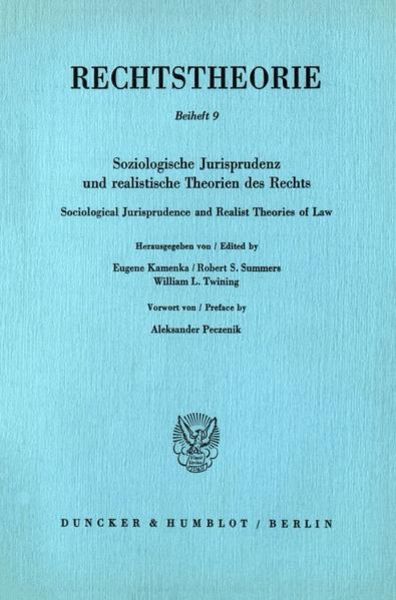 RECHTSTHEORIE
Beiheft 9
Soziologische Jurisprudenz
und realistische Theorien des Rechts
Sociological Jurisprudence and Realist Theories of Law
Herausgegeben von / Edited by
Eugene Kamenka / Robert S. Summers
William L. Twining
Vorwort von / Preface by
Aleksander Peczenik
DUNCKER & HUMBLOT / BERLIN